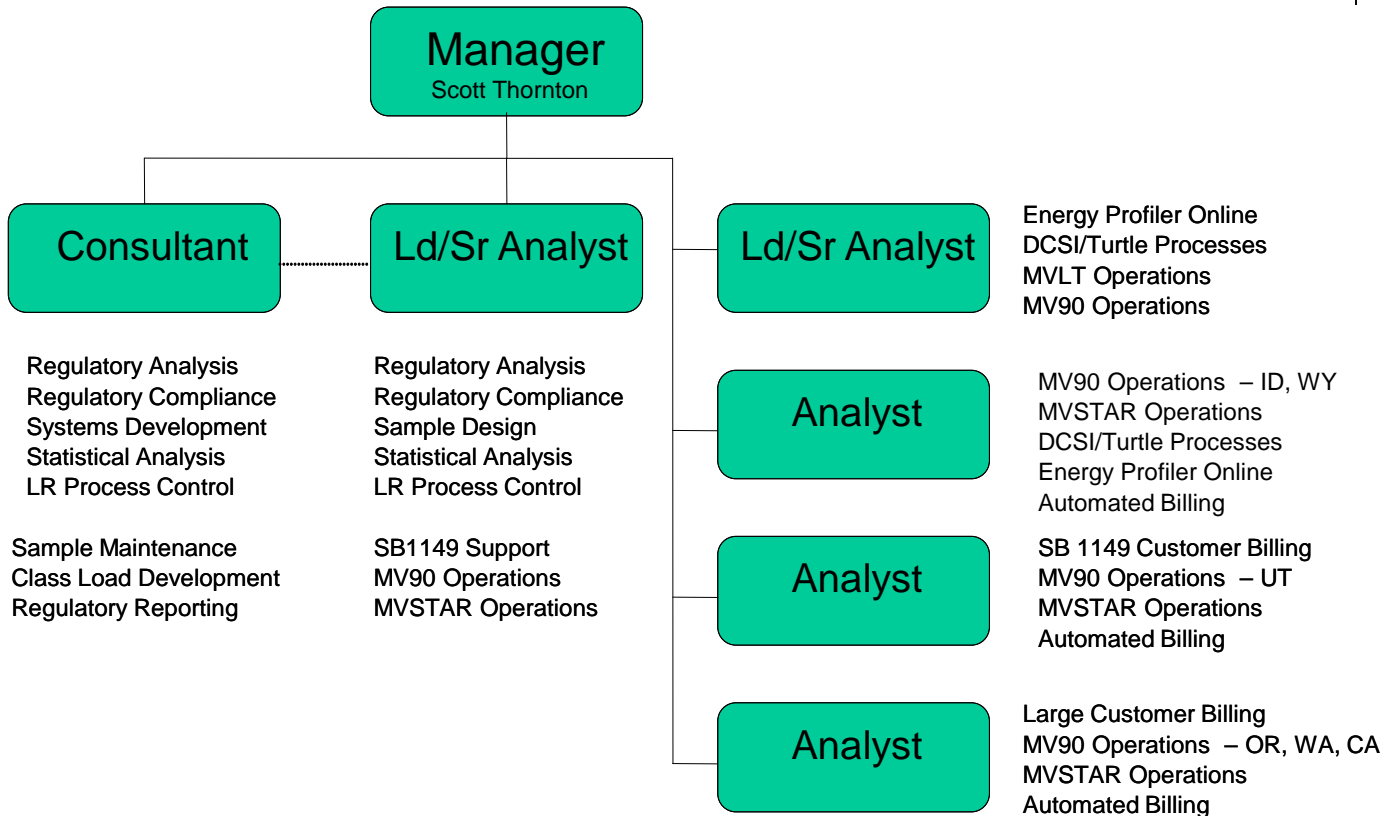 Manager
Scott Thornton
Consultant
Regulatory Analysis
Regulatory Compliance
Systems Development
Statistical Analysis
LR Process Control
Sample Maintenance
Class Load Development
Regulatory Reporting
Ld/Sr Analyst
Regulatory Analysis
Regulatory Compliance
Sample Design
Statistical Analysis
LR Process Control
SB1149 Support
MV90 Operations
MVSTAR Operations
Ld/Sr Analyst
Energy Profiler Online
DCSI/Turtle Processes
MVLT Operations
MV90 Operations
Analyst
MV90 Operations – ID, WY
MVSTAR Operations
DCSI/Turtle Processes
Energy Profiler Online
Automated Billing
Analyst
SB 1149 Customer Billing
MV90 Operations – UT
MVSTAR Operations
Automated Billing
Analyst
Large Customer Billing
MV90 Operations – OR, WA, CA
MVSTAR Operations
Automated Billing